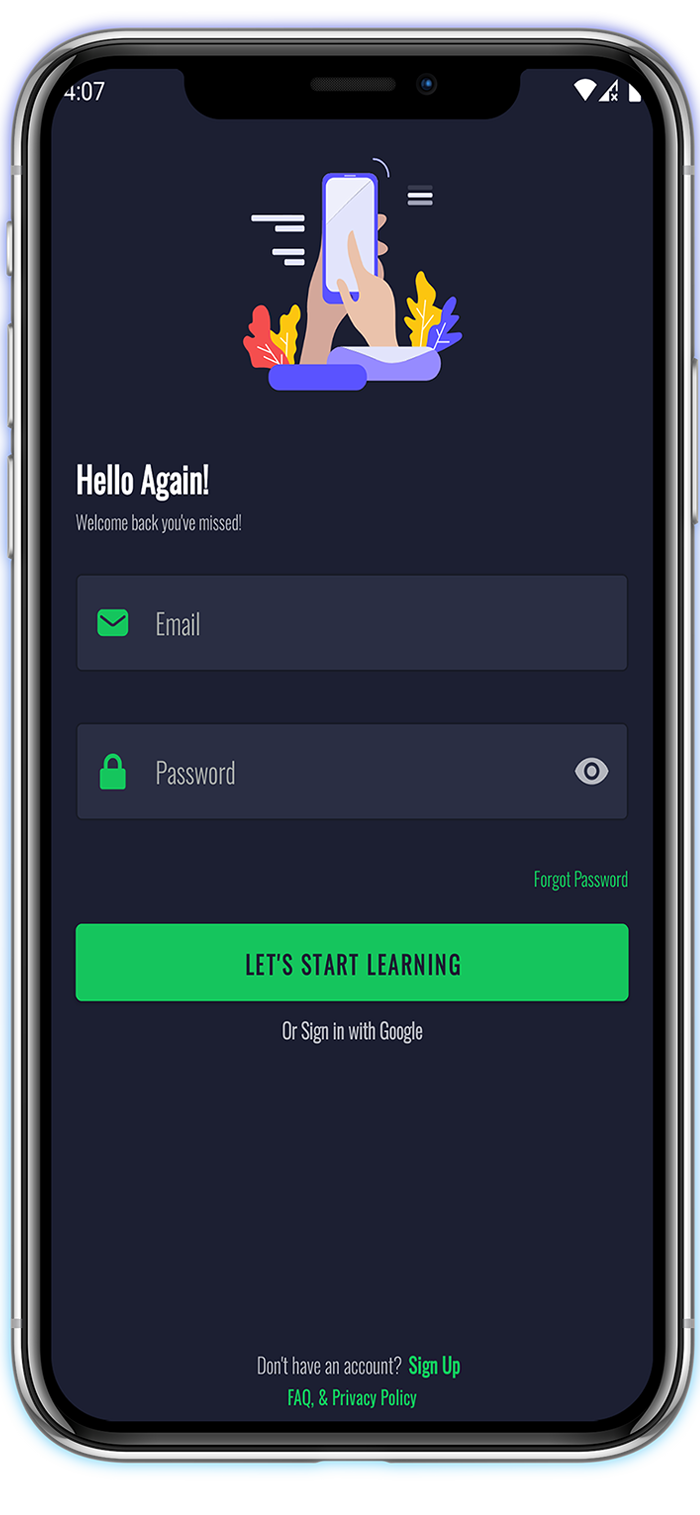 4:07
Hello Again!
Welcome back you've missed!
Email
Password
Forgot Password
LET'S START LEARNING
Or Sign in with Google
Don't have an account? Sign Up
FAQ, & Privacy Policy